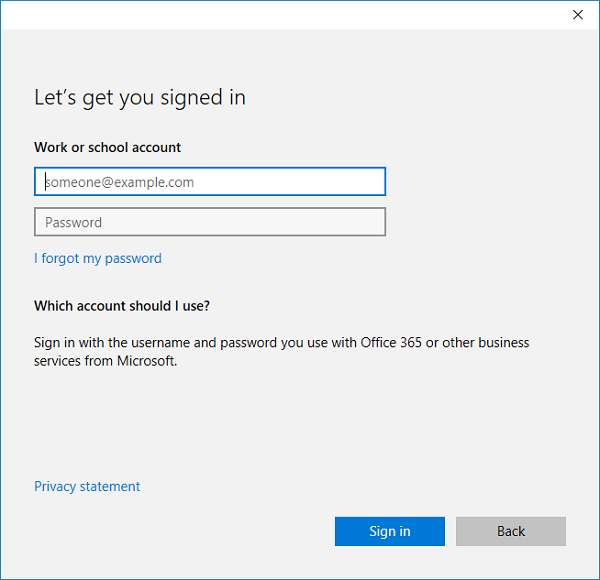 Let's get you signed in
Work or school account
someone@example.com
Password
I forgot my password
Which account should I use?
Sign in with the username and password you use with Office 365 or other business
services from Microsoft.
Privacy statement
Sign in
Back